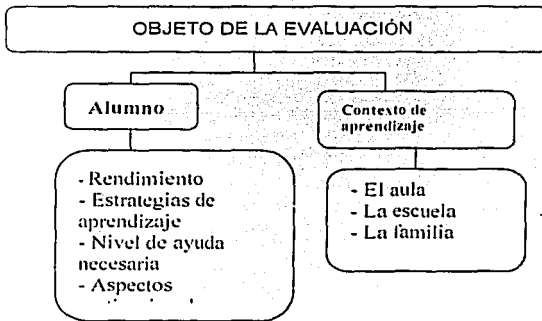 OBJETO DE LA EVALUACIÓN
Alumno
Contexto de
aprendizaje
- Rendimiento
- Estrategias de
aprendizaje
- Nivel de ayuda
necesaria
- Aspectos
- El aula
- La escuela
- La familia